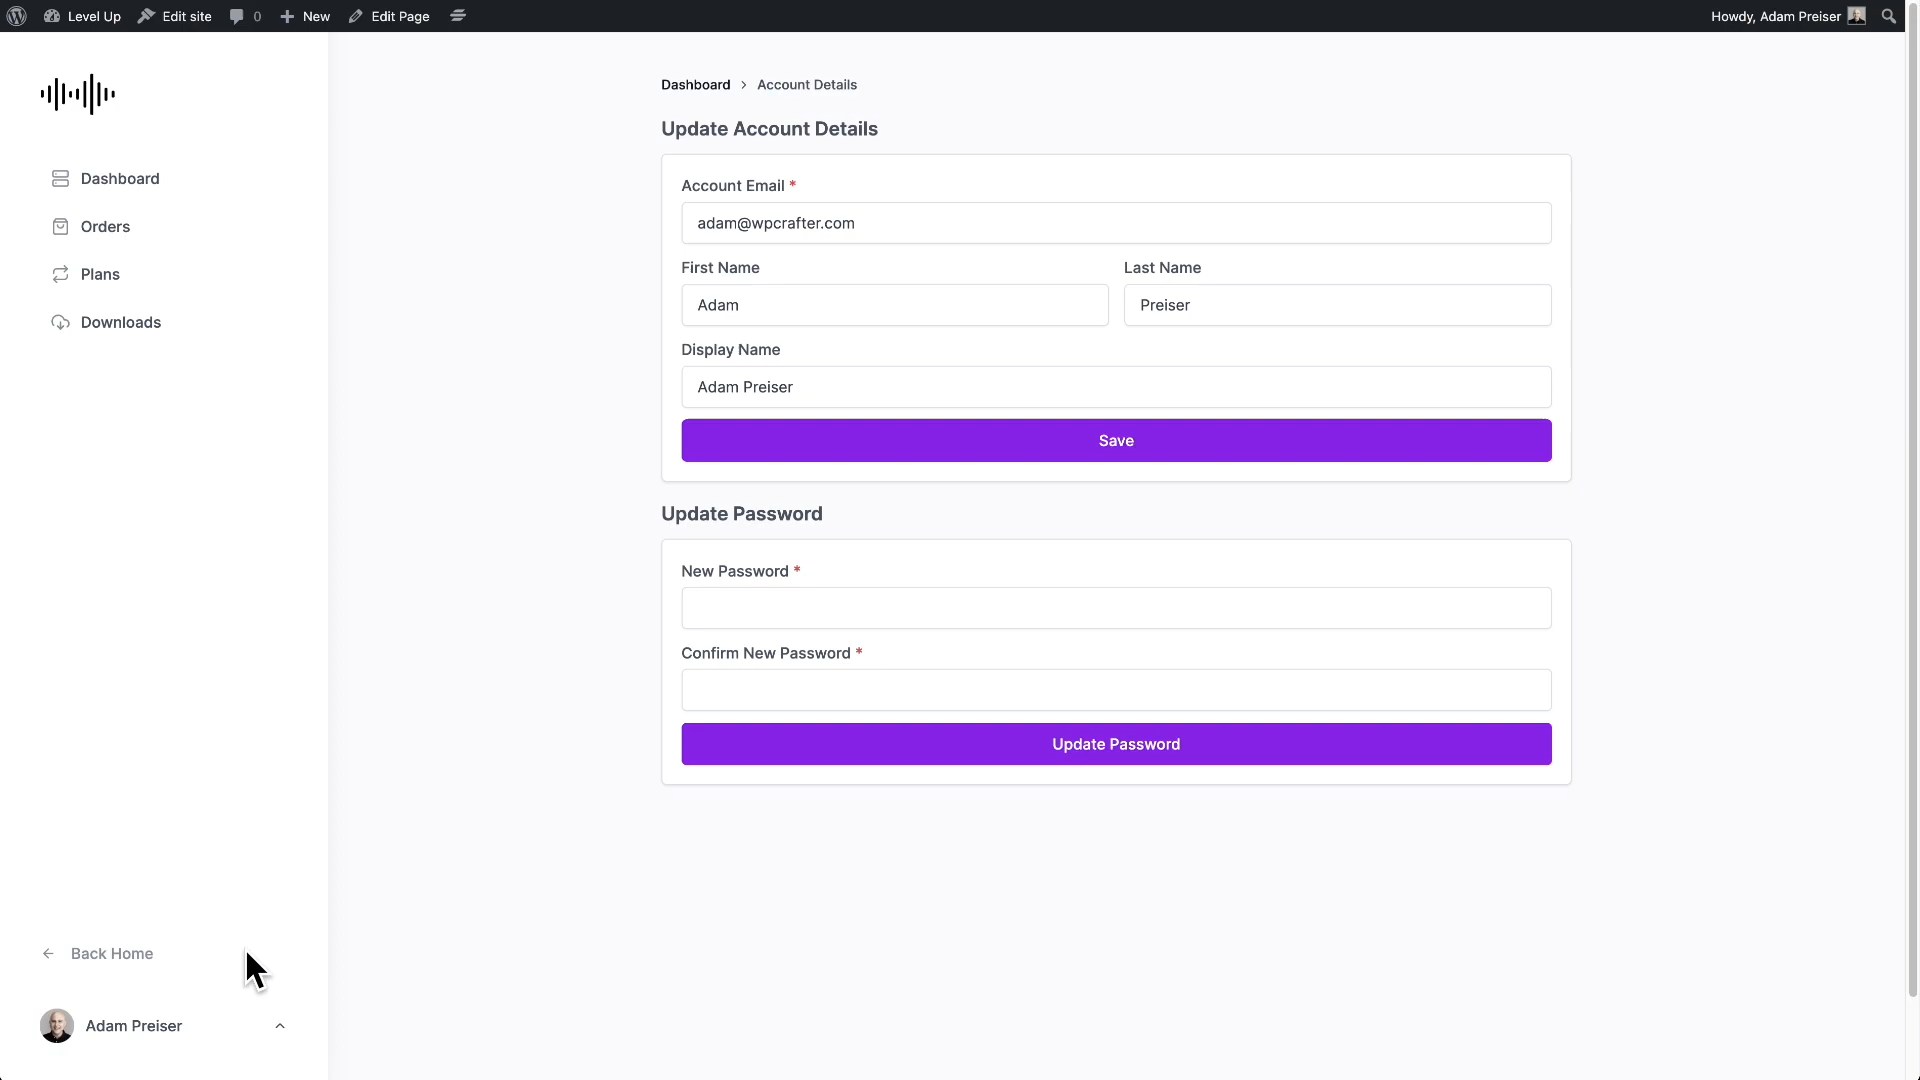 Level Up
Edit site
0
New
Edit Page
Howdy, Adam Preiser
Dashboard
Orders
Plans
Downloads
Back Home
Adam Preiser
Dashboard > Account Details
Update Account Details
Account Email *
adam@wpcrafter.com
First Name
Last Name
Adam
Preiser
Display Name
Adam Preiser
Save
Update Password
New Password *
Confirm New Password *
Update Password